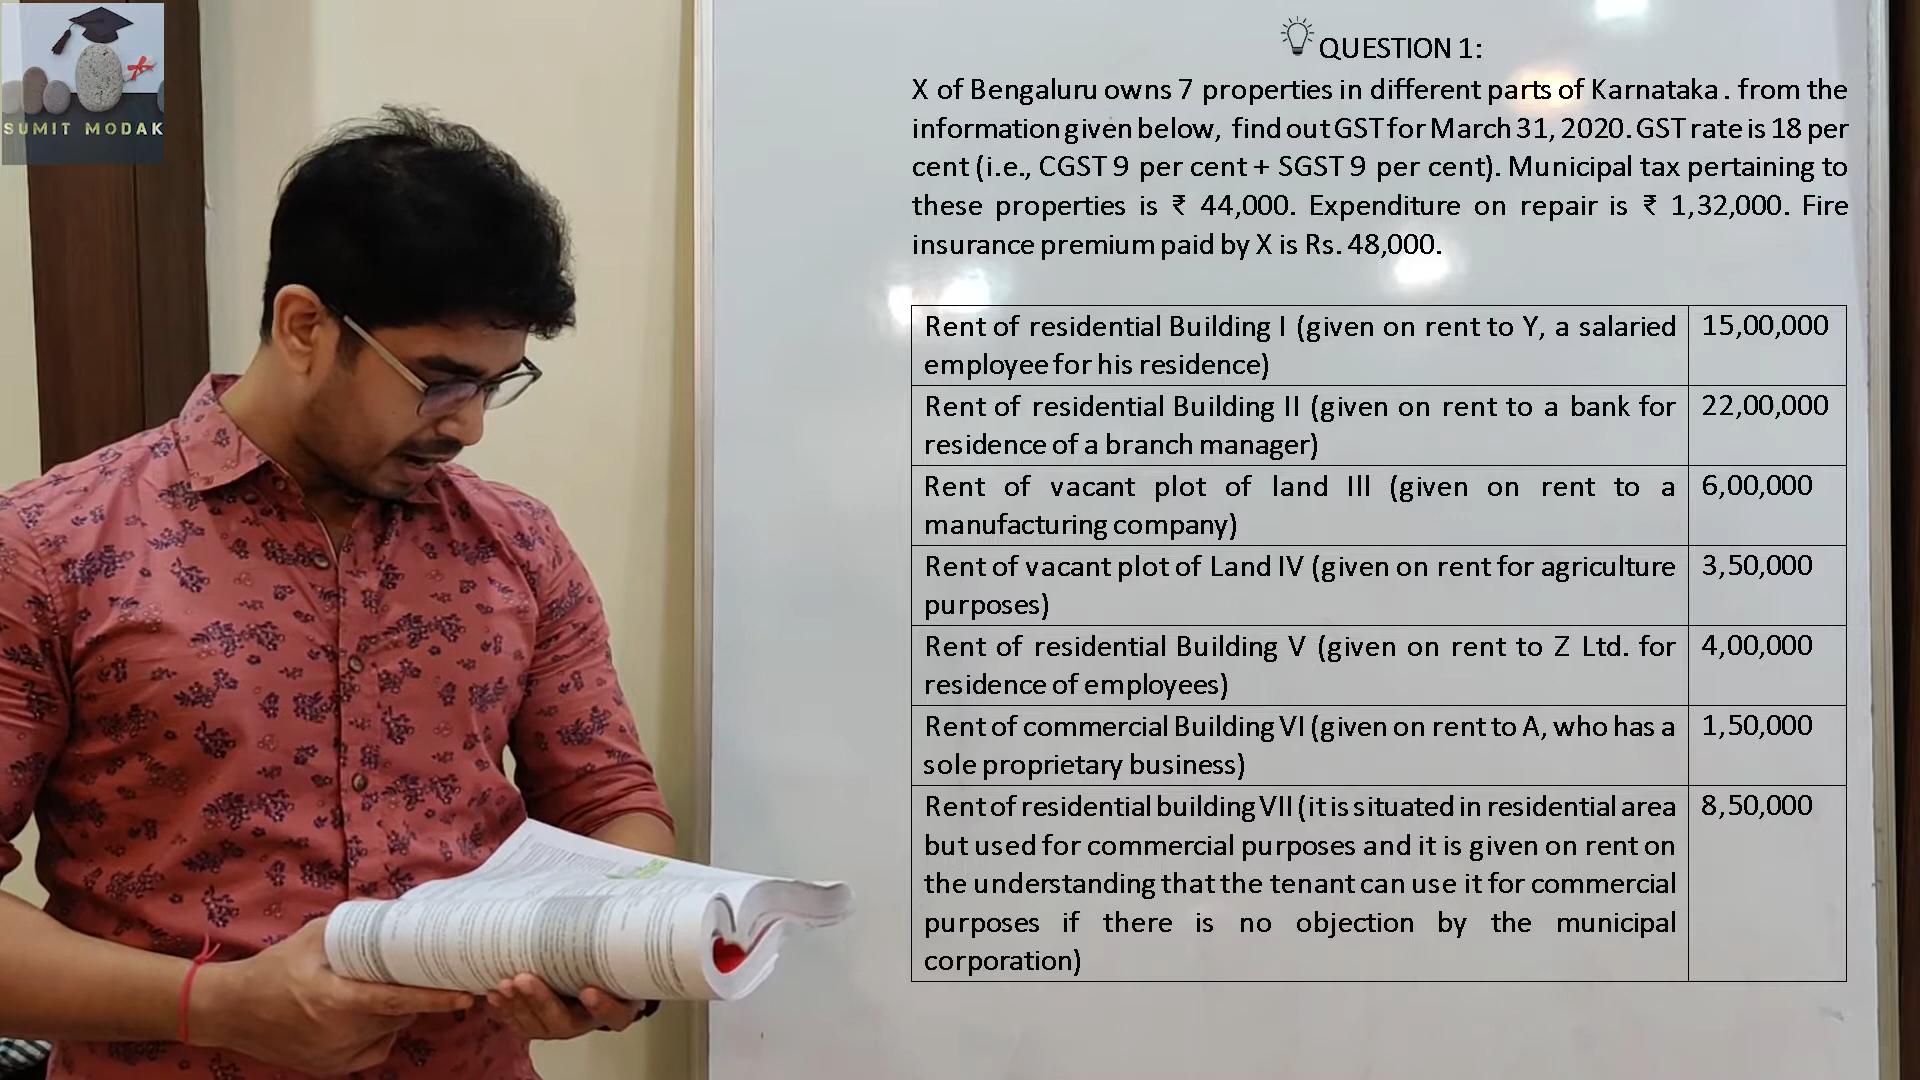 SUMIT MODAK
QUESTION 1:
X of Bengaluru owns 7 properties in different parts of Karnataka . from the
information given below, find out GST for March 31, 2020. GST rate is 18 per
cent (i.e., CGST 9 per cent + SGST 9 per cent). Municipal tax pertaining to
these properties is ₹ 44,000. Expenditure on repair is ₹ 1,32,000. Fire
insurance premium paid by X is Rs. 48,000.
Rent of residential Building I (given on rent to Y, a salaried
employee for his residence)
15,00,000
Rent of residential Building II (given on rent to a bank for
residence of a branch manager)
22,00,000
Rent of vacant plot of land III (given on rent to a
manufacturing company)
6,00,000
Rent of vacant plot of Land IV (given on rent for agriculture
purposes)
3,50,000
Rent of residential Building V (given on rent to Z Ltd. for
residence of employees)
4,00,000
Rent of commercial Building VI (given on rent to A, who has a
sole proprietary business)
1,50,000
Rent of residential building VII (it is situated in residential area
but used for commercial purposes and it is given on rent on
the understanding that the tenant can use it for commercial
purposes if there is no objection by the municipal
corporation)
8,50,000